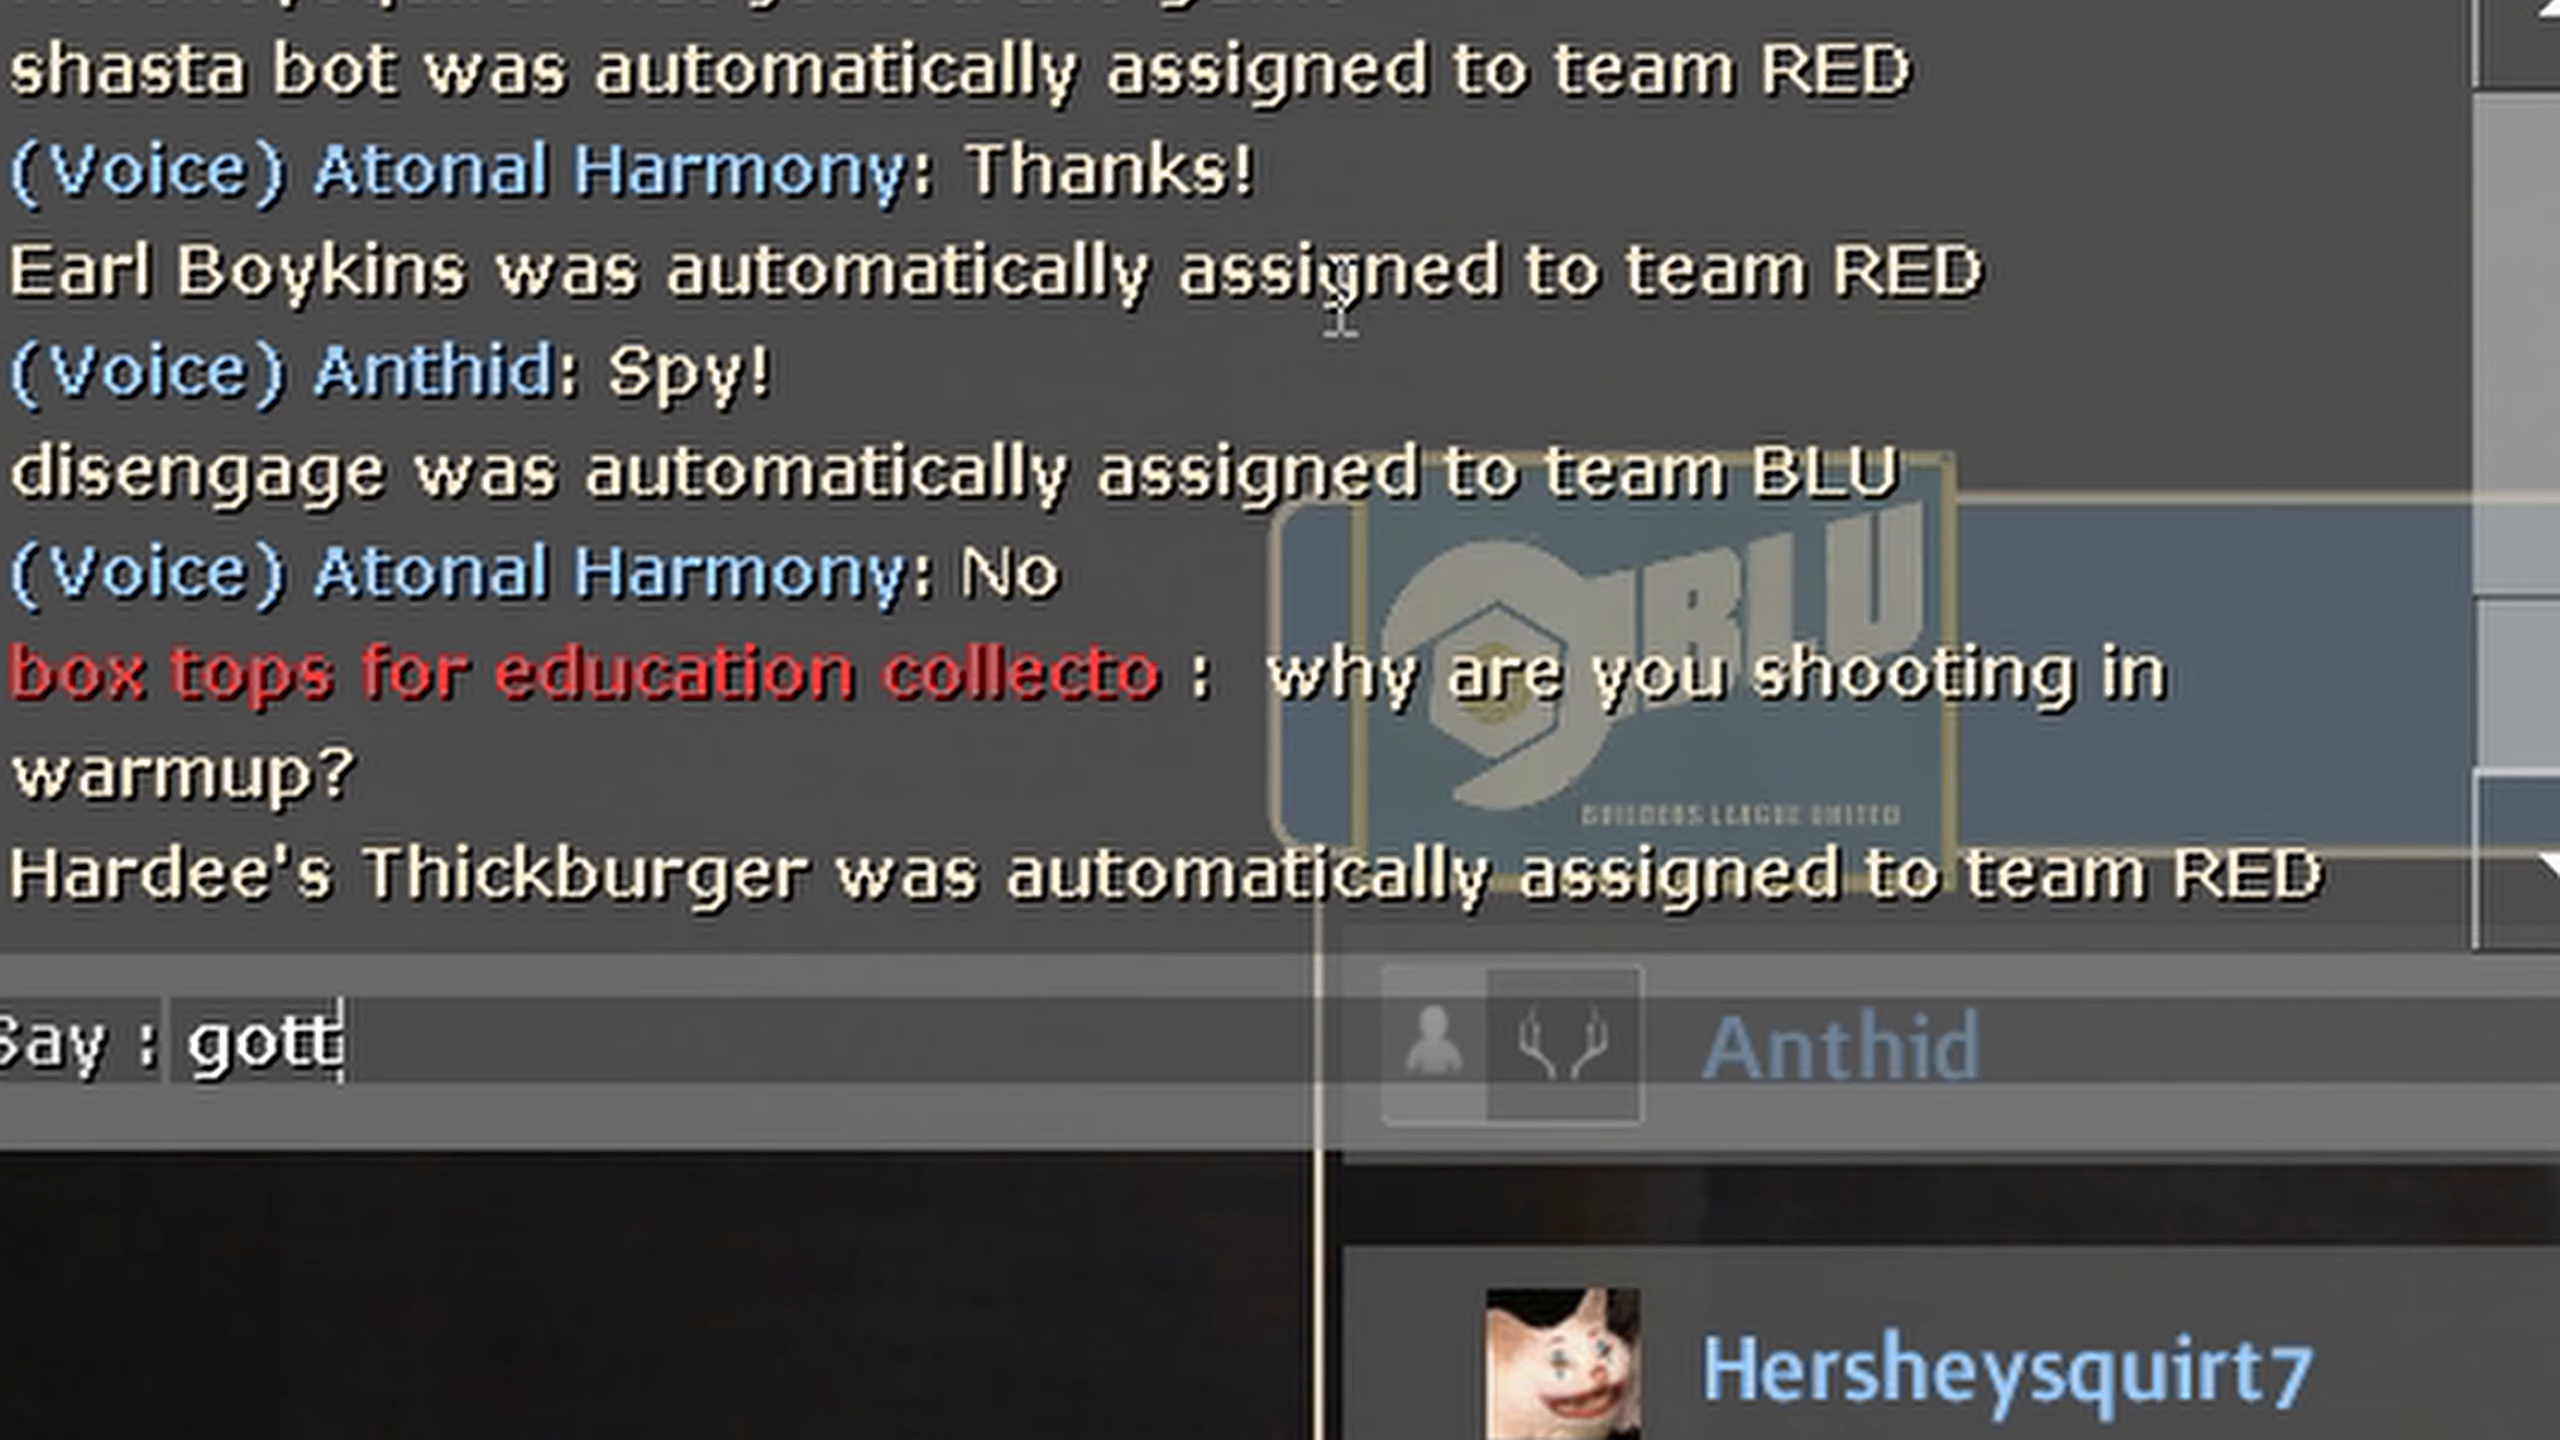 shasta bot was automatically assigned to team RED
(Voice) Atonal Harmony: Thanks!
Earl Boykins was automatically assigned to team RED
(Voice) Anthid: Spy!
disengage was automatically assigned to team BLU
(Voice) Atonal Harmony: No
box tops for education collecto :  why are you shooting in
warmup?
Hardee's Thickburger was automatically assigned to team RED
BLU
BUILDERS LEAGUE UNITED
Say : gott
Anthid
Hersheysquirt7